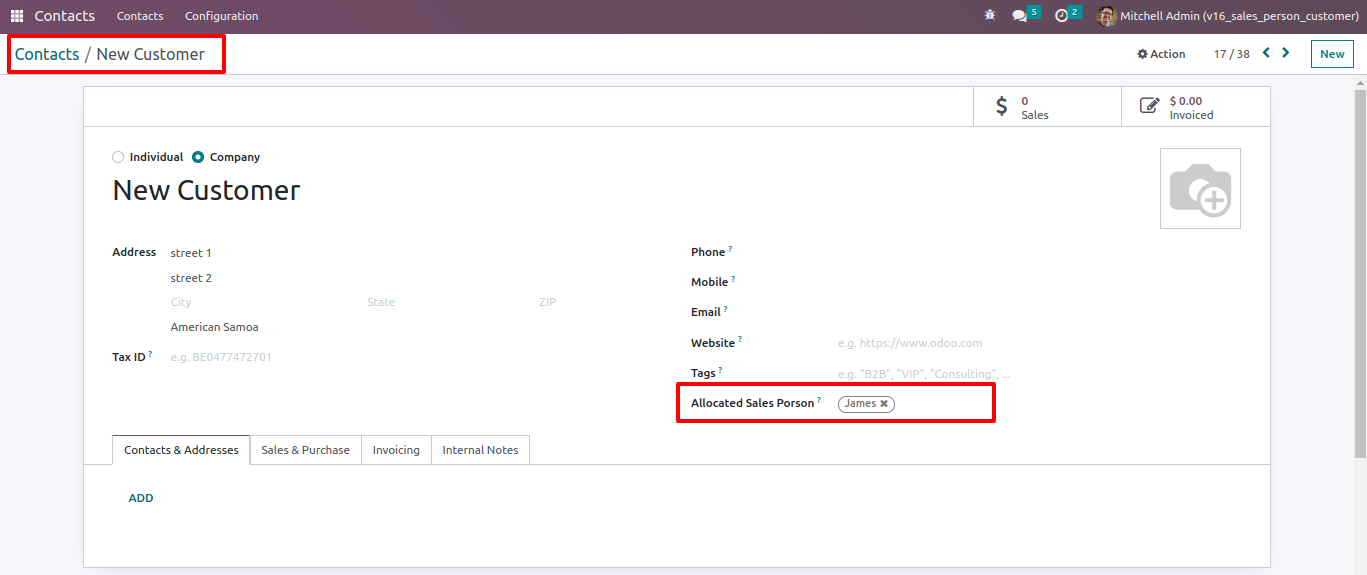 Contacts Contacts Configuration 5 2 Mitchell Admin (v16_sales_person_customer)
Contacts / New Customer Action 17 / 38 New
$ 0 Sales
$ 0.00 Invoiced
Individual Company
New Customer
Address street 1
street 2
City State ZIP
American Samoa
Tax ID ? e.g. BE0477472701
Phone ?
Mobile ?
Email ?
Website ? e.g. https://www.odoo.com
Tags ? e.g. "B2B", "VIP", "Consulting", ...
Allocated Sales Person ? James ✖
Contacts & Addresses Sales & Purchase Invoicing Internal Notes
ADD